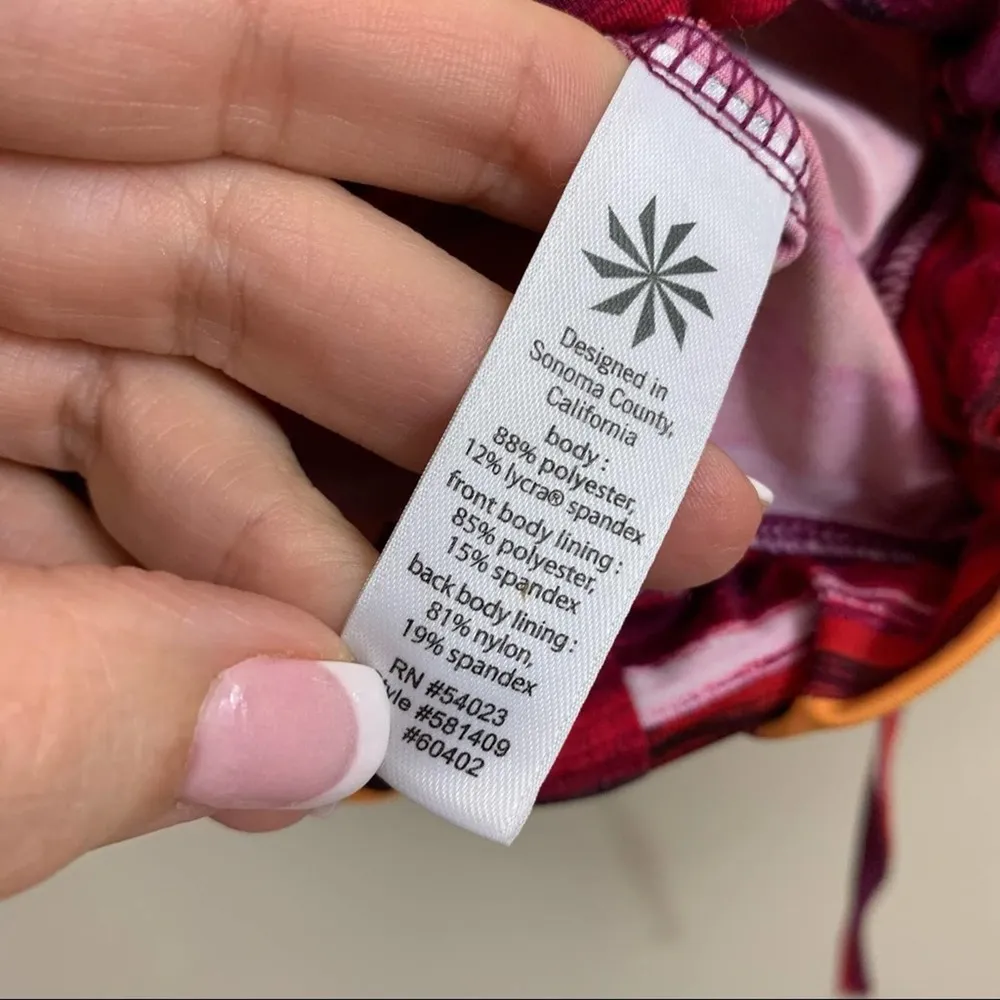 Designed in
Sonoma County,
California
body :
88% polyester,
12% lycra® spandex
front body lining :
85% polyester,
15% spandex
back body lining :
81% nylon,
19% spandex
RN #54023
#581409
#60402